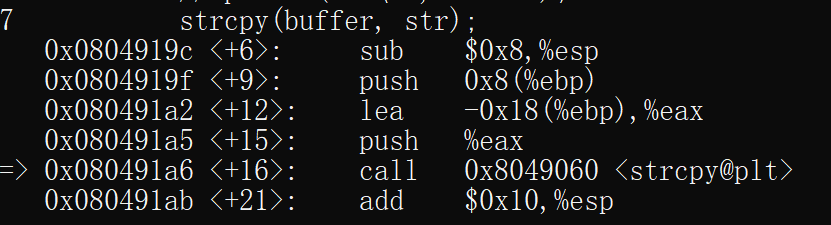 7 strcpy(buffer, str);
0x0804919c <+6>: sub $0x8,%esp
0x0804919f <+9>: push 0x8(%ebp)
0x080491a2 <+12>: lea -0x18(%ebp),%eax
0x080491a5 <+15>: push %eax
=> 0x080491a6 <+16>: call 0x8049060 <strcpy@plt>
0x080491ab <+21>: add $0x10,%esp